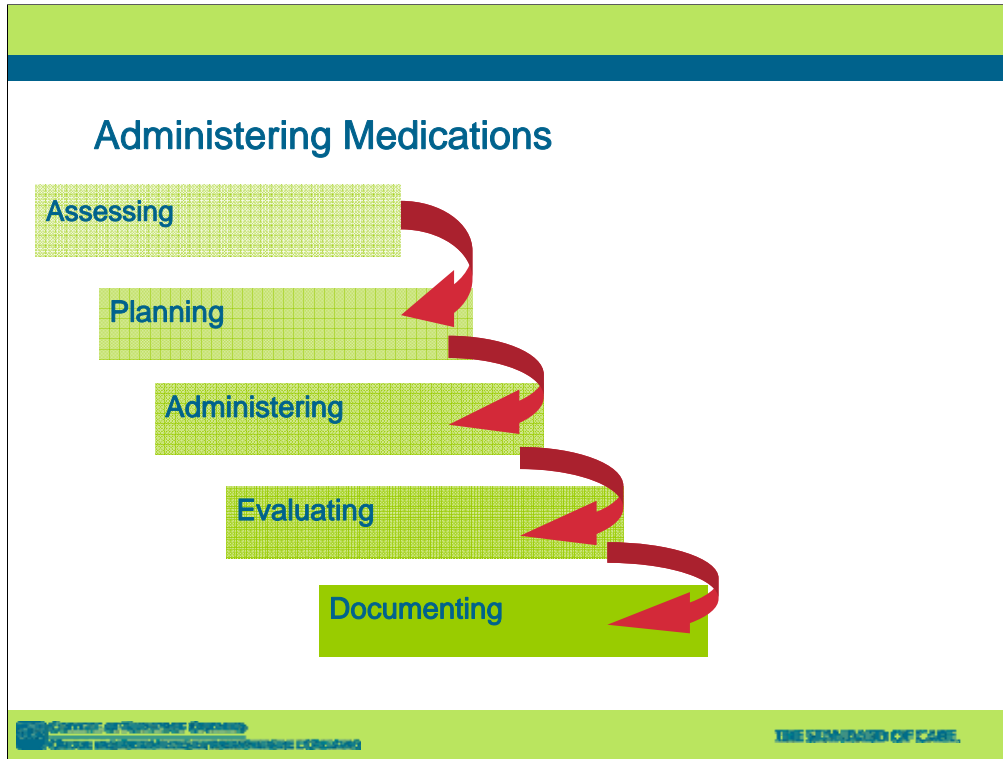 Administering Medications
Assessing
Planning
Administering
Evaluating
Documenting
THE STANDARD OF CARE.